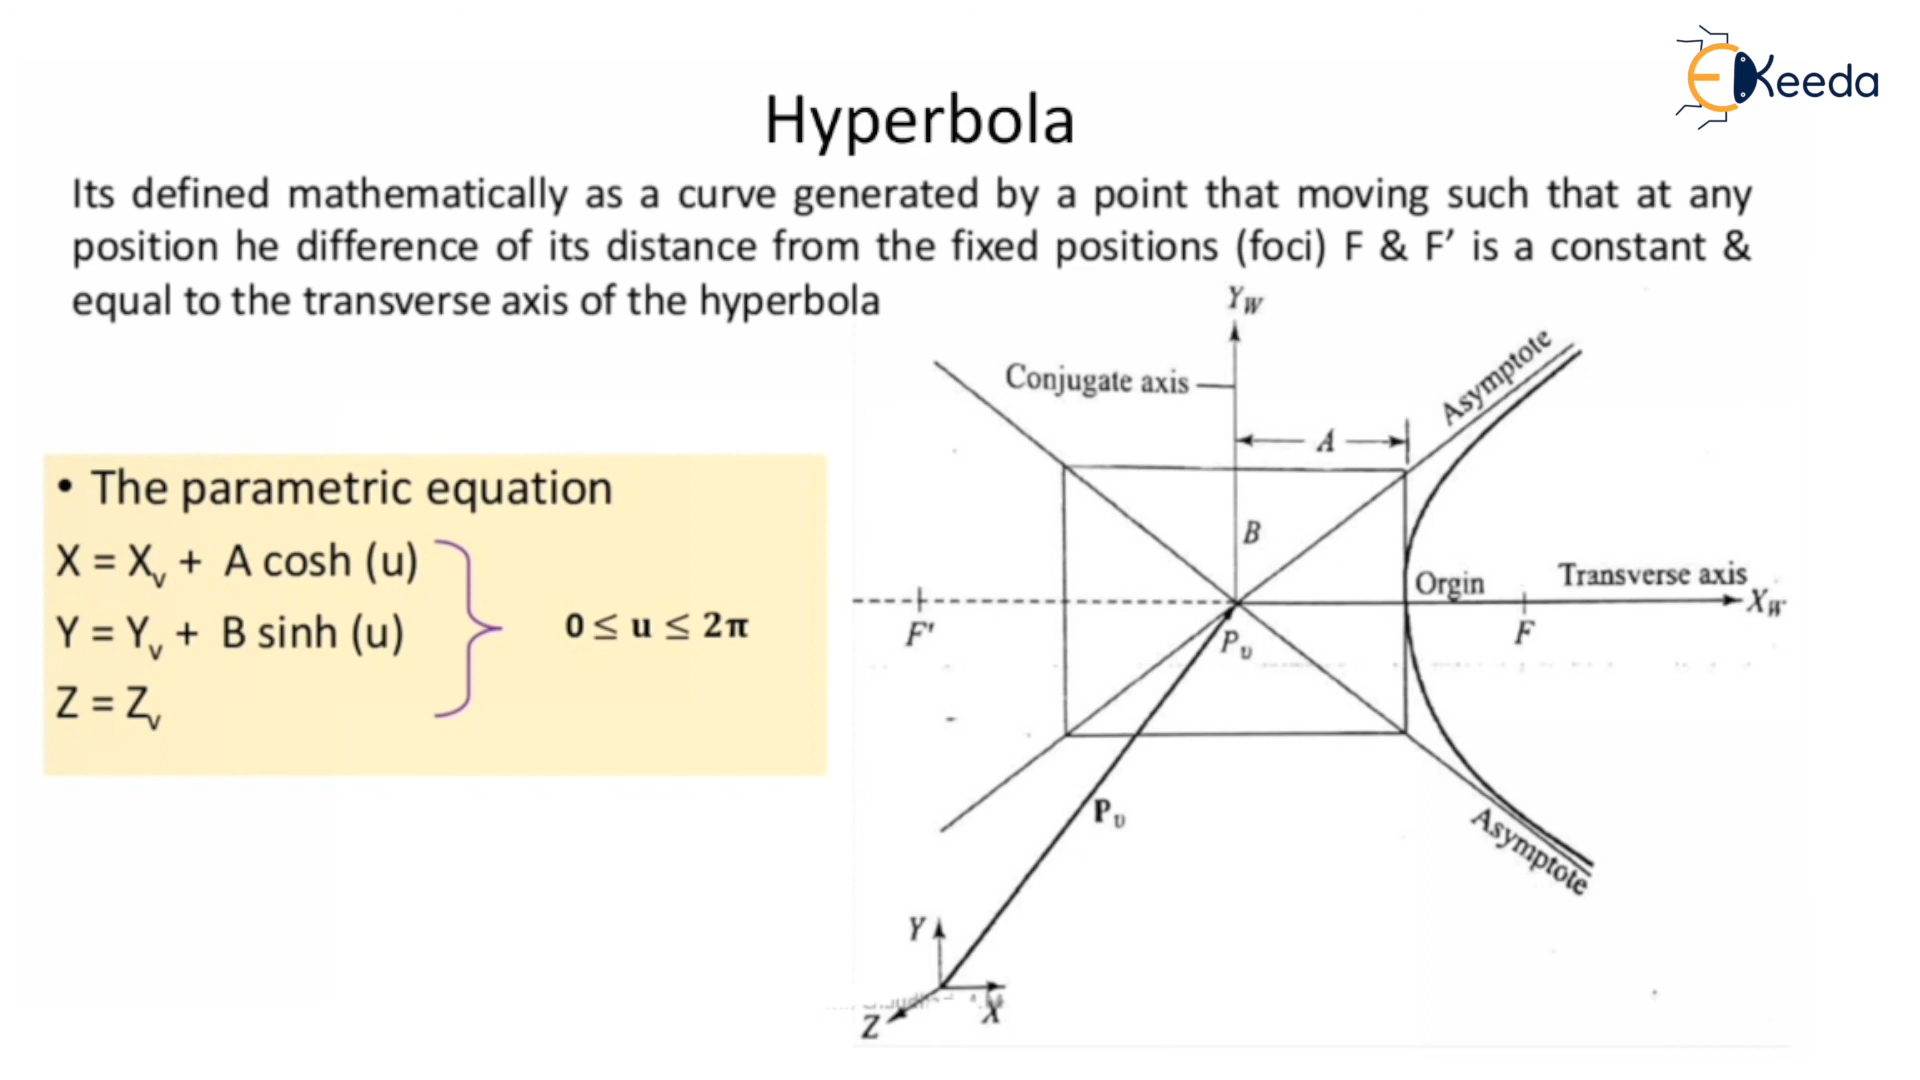 EKeeda
Hyperbola
Its defined mathematically as a curve generated by a point that moving such that at any
position he difference of its distance from the fixed positions (foci) F & F’ is a constant &
equal to the transverse axis of the hyperbola
• The parametric equation
X = Xv + A cosh (u)
Y = Yv + B sinh (u)
Z = Zv
0 ≤ u ≤ 2π
YW
Conjugate axis
Asymptote
A
B
Orgin
Transverse axis
XW
F'
Pv
F
Pv
Asymptote
Y
X
Z